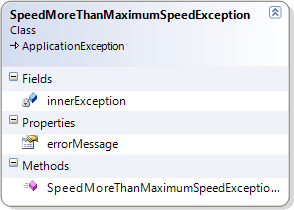 SpeedMoreThanMaximumSpeedException
Class
ApplicationException
Fields
innerException
Properties
errorMessage
Methods
SpeedMoreThanMaximumSpeedExceptio...